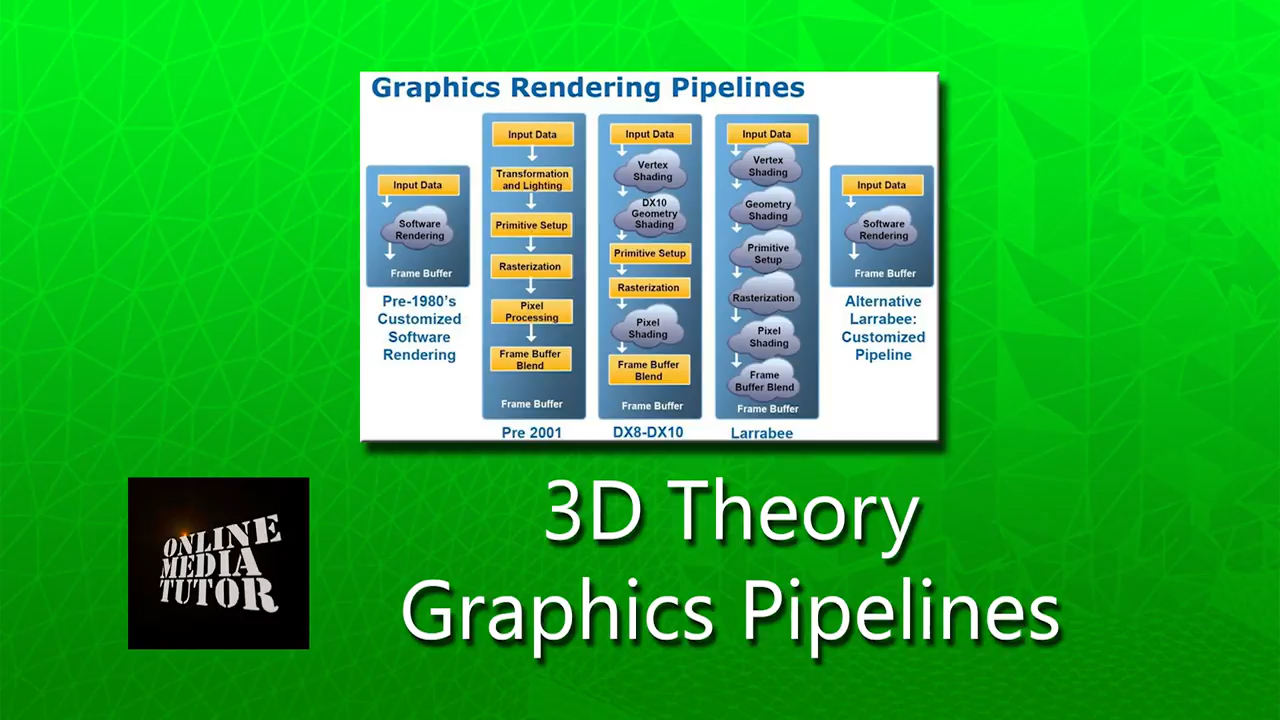 Graphics Rendering Pipelines
Input Data
Software
Rendering
Frame Buffer
Pre-1980's
Customized
Software
Rendering
Input Data
Transformation
and Lighting
Primitive Setup
Rasterization
Pixel
Processing
Frame Buffer
Blend
Frame Buffer
Pre 2001
Input Data
Vertex
Shading
DX10
Geometry
Shading
Primitive Setup
Rasterization
Pixel
Shading
Frame Buffer
Blend
Frame Buffer
DX8-DX10
Input Data
Vertex
Shading
Geometry
Shading
Primitive
Setup
Rasterization
Pixel
Shading
Frame
Buffer Blend
Frame Buffer
Larrabee
Input Data
Software
Rendering
Frame Buffer
Alternative
Larrabee:
Customized
Pipeline
ONLINE
MEDIA
TUTOR
3D Theory
Graphics Pipelines